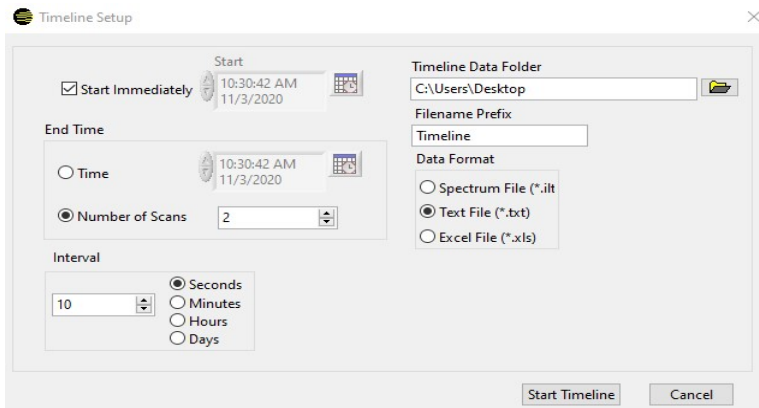 Timeline Setup
Start
Start Immediately
10:30:42 AM
11/3/2020
End Time
Time
10:30:42 AM
11/3/2020
Number of Scans
2
Interval
10
Seconds
Minutes
Hours
Days
Timeline Data Folder
C:\Users\Desktop
Filename Prefix
Timeline
Data Format
Spectrum File (*.ilt
Text File (*.txt)
Excel File (*.xls)
Start Timeline
Cancel